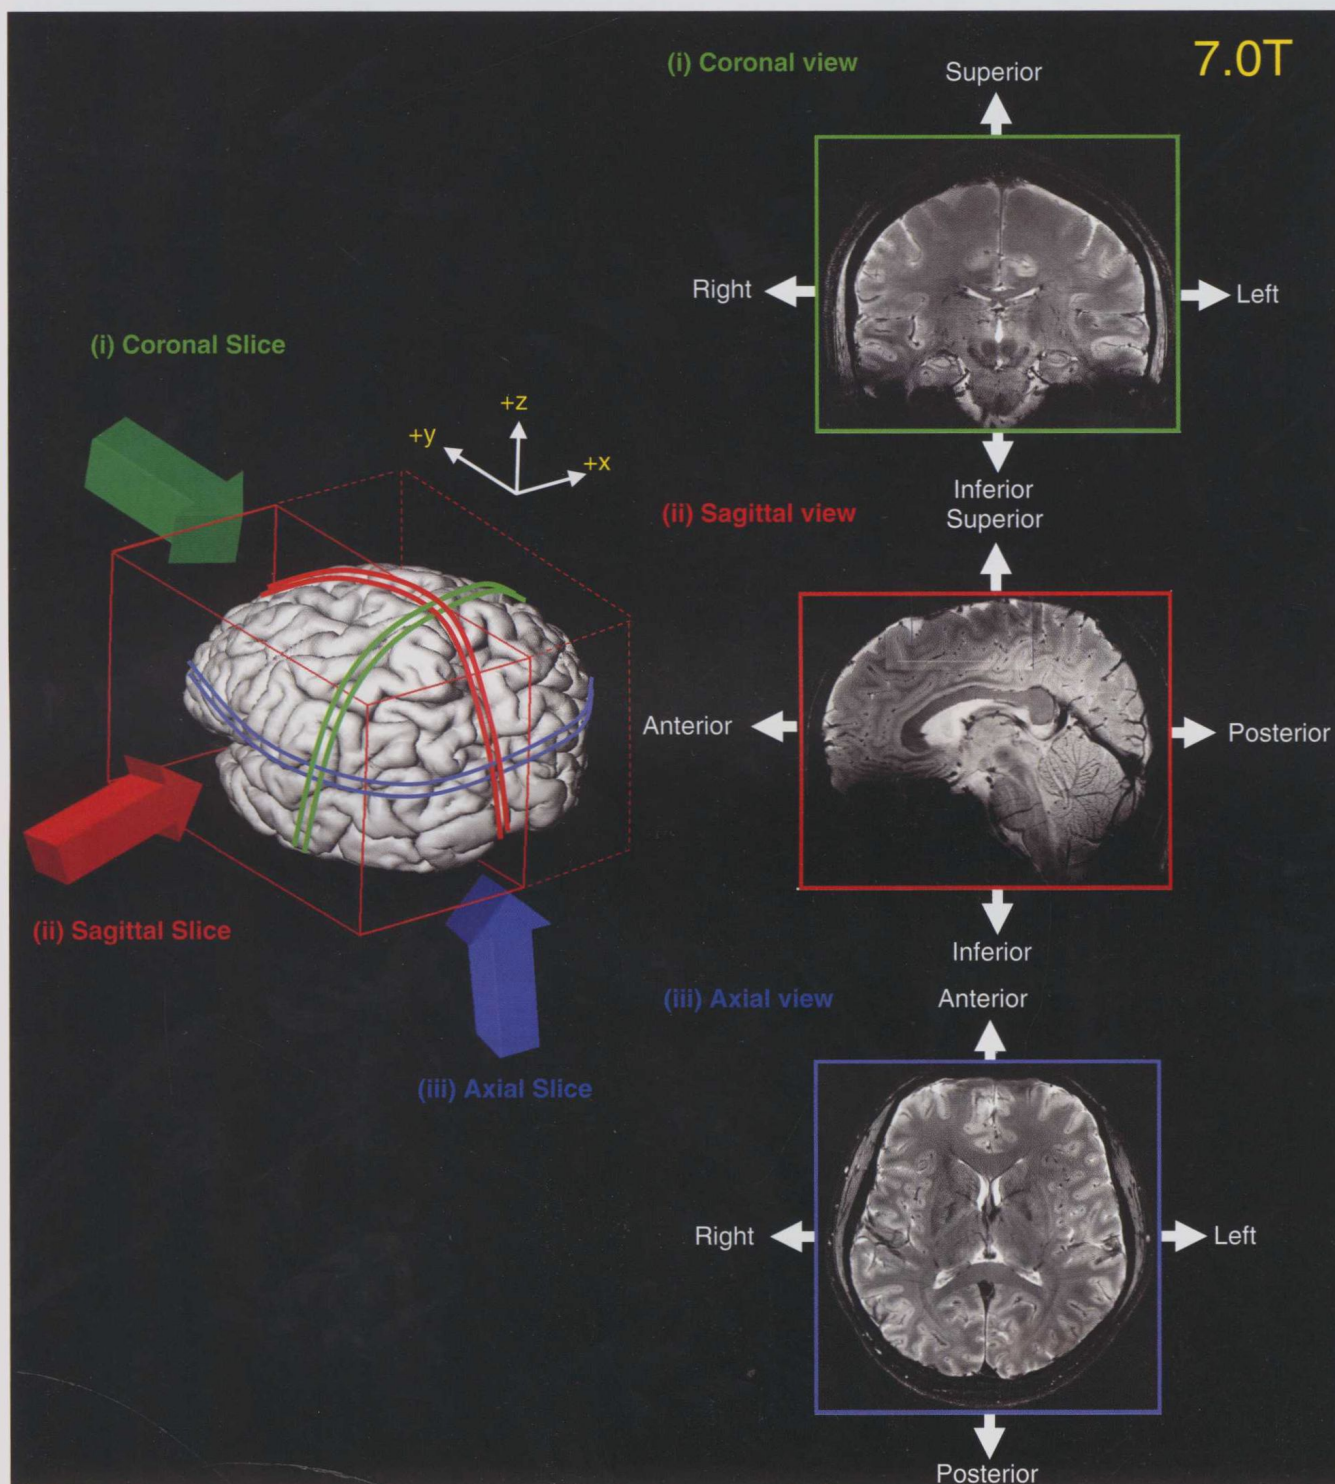 7.0T
(i) Coronal view
Superior
Right
Left
Inferior
(i) Coronal Slice
+z
+y
+x
(ii) Sagittal view
Superior
Anterior
Posterior
Inferior
(ii) Sagittal Slice
(iii) Axial view
Anterior
Right
Left
Posterior
(iii) Axial Slice